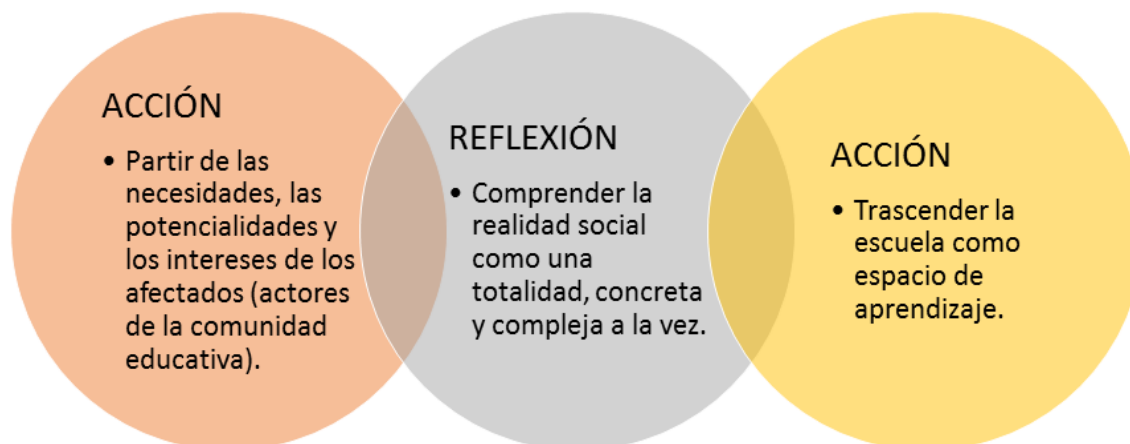 ACCIÓN
• Partir de las
necesidades, las
potencialidades y
los intereses de los
afectados (actores
de la comunidad
educativa).
REFLEXIÓN
• Comprender la
realidad social
como una
totalidad, concreta
y compleja a la vez.
ACCIÓN
• Trascender la
escuela como
espacio de
aprendizaje.